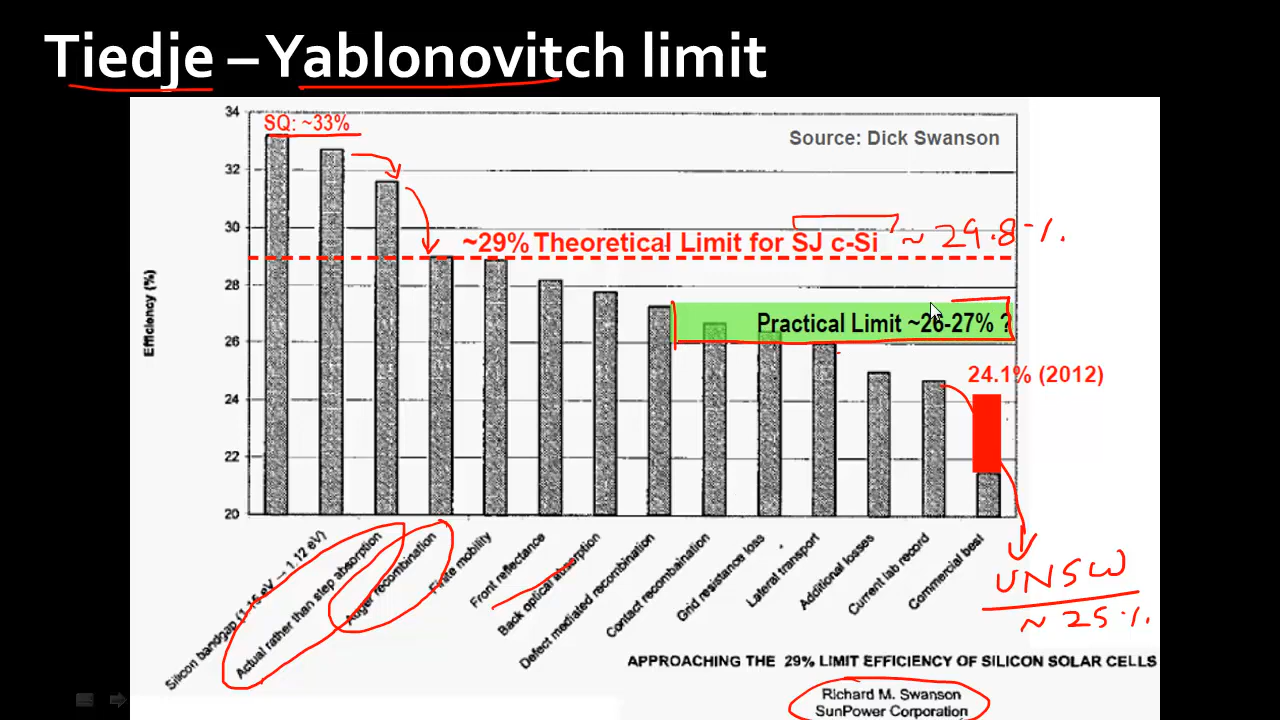 Tiedje – Yablonovitch limit
34
32
30
28
26
24
22
20
Efficiency (%)
SQ: ~33%
Source: Dick Swanson
~29% Theoretical Limit for SJ c-Si
~ 29.8 %.
Practical Limit ~26-27% ?
24.1% (2012)
Silicon bandgap (1.15 eV – 1.12 eV)
Actual rather than step absorption
Auger recombination
Finite mobility
Front reflectance
Back optical absorption
Defect mediated recombination
Contact recombination
Grid resistance loss
Lateral transport
Additional losses
Current lab record
Commercial best
UNSW
~ 25 %.
APPROACHING THE 29% LIMIT EFFICIENCY OF SILICON SOLAR CELLS
Richard M. Swanson
SunPower Corporation